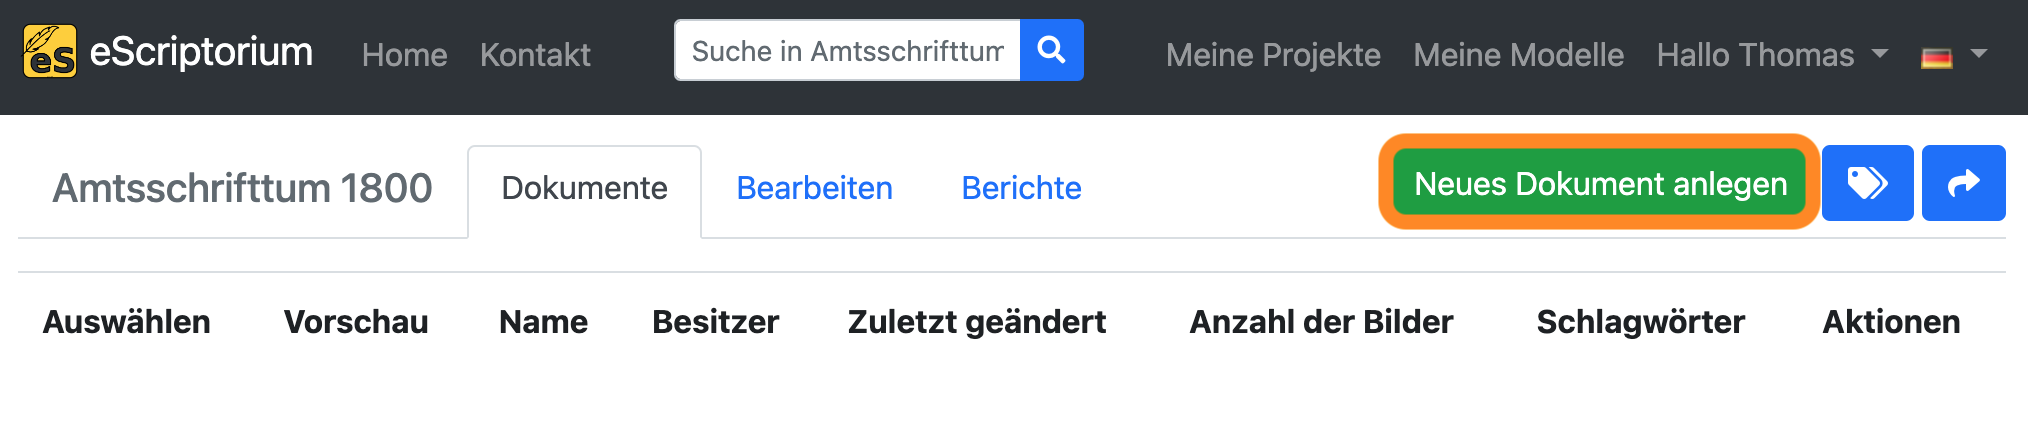 eS eScriptorium Home Kontakt Suche in Amtsschrifttum Meine Projekte Meine Modelle Hallo Thomas
Amtsschrifttum 1800 Dokumente Bearbeiten Berichte Neues Dokument anlegen
Auswählen Vorschau Name Besitzer Zuletzt geändert Anzahl der Bilder Schlagwörter Aktionen